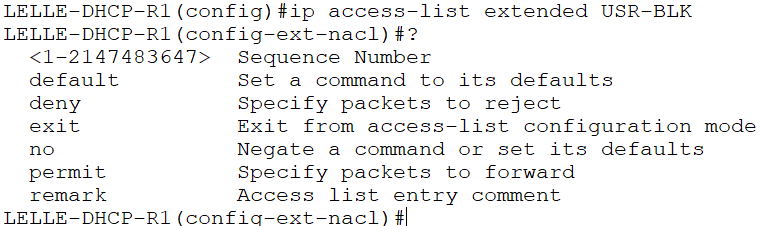 LELLE-DHCP-R1(config)#ip access-list extended USR-BLK
LELLE-DHCP-R1(config-ext-nacl)#?
<1-2147483647>  Sequence Number
default         Set a command to its defaults
deny            Specify packets to reject
exit            Exit from access-list configuration mode
no              Negate a command or set its defaults
permit          Specify packets to forward
remark          Access list entry comment
LELLE-DHCP-R1(config-ext-nacl)#